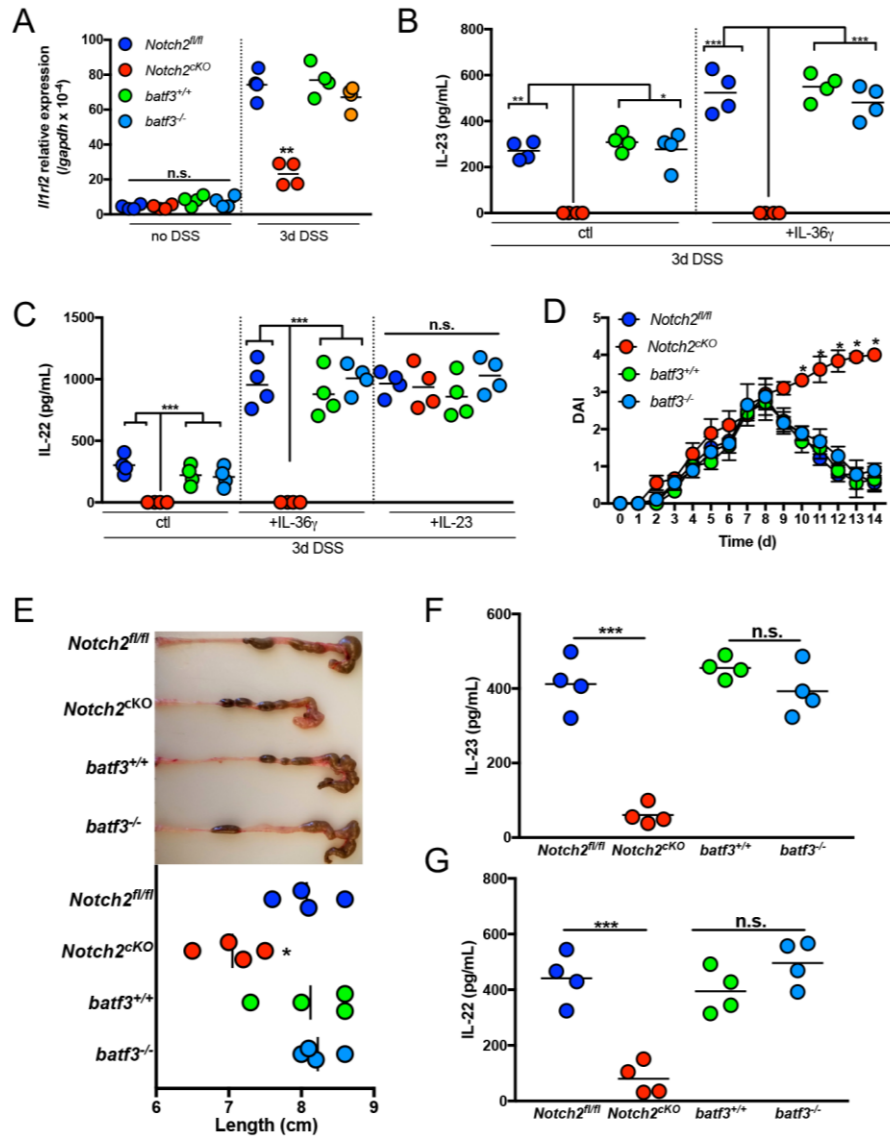 A
Il1rl2 relative expression
(/gapdh x 10⁻⁴)
100
80
60
40
20
0
Notch2fl/fl
Notch2cKO
batf3+/+
batf3-/-
n.s.
**
no DSS
3d DSS
B
IL-23 (pg/mL)
800
600
400
200
0
**
*
***
***
ctl
+IL-36γ
3d DSS
C
IL-22 (pg/mL)
1500
1000
500
0
***
***
n.s.
ctl
+IL-36γ
+IL-23
3d DSS
D
DAI
5
4
3
2
1
0
Notch2fl/fl
Notch2cKO
batf3+/+
batf3-/-
* * * * *
0 1 2 3 4 5 6 7 8 9 10 11 12 13 14
Time (d)
E
Notch2fl/fl
Notch2cKO
batf3+/+
batf3-/-
Notch2fl/fl
Notch2cKO
*
batf3+/+
batf3-/-
6 7 8 9
Length (cm)
F
IL-23 (pg/mL)
600
400
200
0
***
n.s.
Notch2fl/fl Notch2cKO batf3+/+ batf3-/-
G
IL-22 (pg/mL)
600
400
200
0
***
n.s.
Notch2fl/fl Notch2cKO batf3+/+ batf3-/-